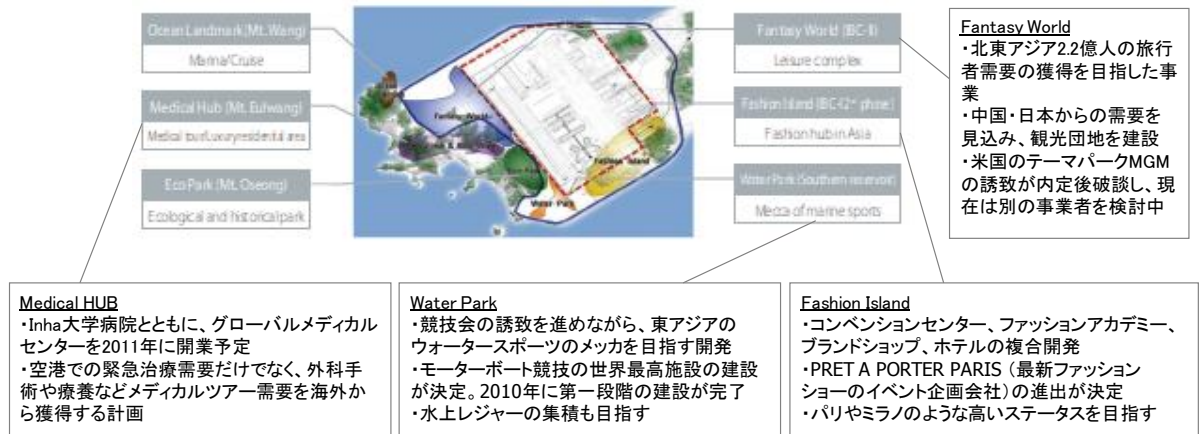 Ocean Landmark (Mt. Wang)
Marina/Cruise
Medical Hub (Mt. Eulwang)
Medical tour/Luxury residential area
Eco Park (Mt. Oseong)
Ecological and historical park
Fantasy World
Fashion Island
Water Park
Fantasy World (IBC-II)
Leisure complex
Fashion Island (IBC-I 2nd phase)
Fashion hub in Asia
Water Park (Southern reservoir)
Mecca of marine sports
Fantasy World
・北東アジア2.2億人の旅行
者需要の獲得を目指した事
業
・中国・日本からの需要を
見込み、観光団地を建設
・米国のテーマパークMGM
の誘致が内定後破談し、現
在は別の事業者を検討中
Medical HUB
・Inha大学病院とともに、グローバルメディカル
センターを2011年に開業予定
・空港での緊急治療需要だけでなく、外科手
術や療養などメディカルツアー需要を海外か
ら獲得する計画
Water Park
・競技会の誘致を進めながら、東アジアの
ウォータースポーツのメッカを目指す開発
・モーターボート競技の世界最高施設の建設
が決定。2010年に第一段階の建設が完了
・水上レジャーの集積も目指す
Fashion Island
・コンベンションセンター、ファッションアカデミー、
ブランドショップ、ホテルの複合開発
・PRET A PORTER PARIS （最新ファッション
ショーのイベント企画会社）の進出が決定
・パリやミラノのような高いステータスを目指す